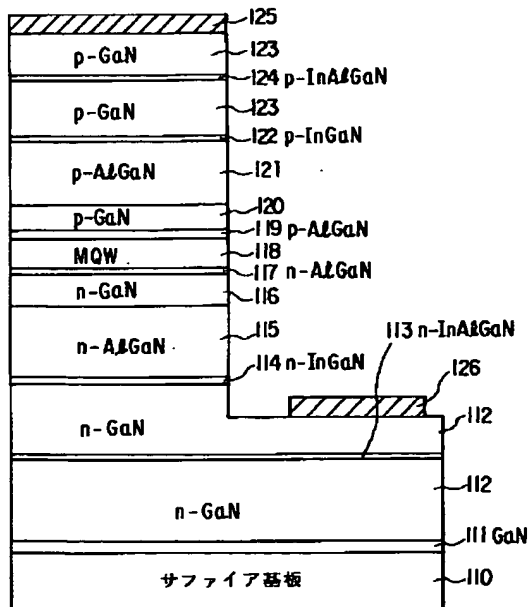 125
p-GaN 123
124 p-InAlGaN
p-GaN 123
122 p-InGaN
p-AlGaN 121
p-GaN 120
119 p-AlGaN
MQW 118
117 n-AlGaN
n-GaN 116
n-AlGaN 115
113 n-InAlGaN
114 n-InGaN
126
n-GaN 112
n-GaN 112
111 GaN
サファイア基板 110